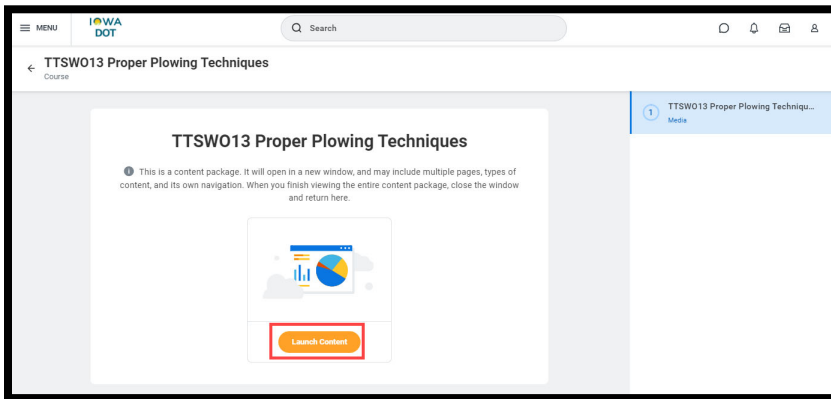 MENU
IOWA
DOT
Search
TTSWO13 Proper Plowing Techniques
Course
TTSWO13 Proper Plowing Techniques
This is a content package. It will open in a new window, and may include multiple pages, types of
content, and its own navigation. When you finish viewing the entire content package, close the window
and return here.
Launch Content
1
TTSWO13 Proper Plowing Techniqu...
Media